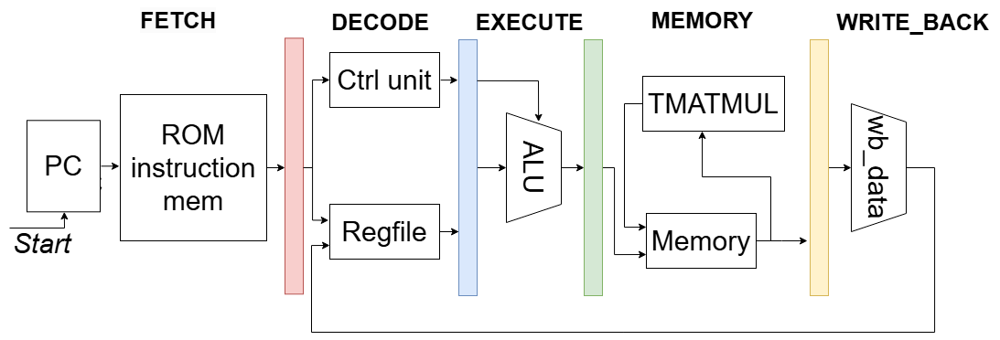 FETCH
DECODE
EXECUTE
MEMORY
WRITE_BACK
PC
Start
ROM
instruction
mem
Ctrl unit
Regfile
ALU
TMATMUL
Memory
wb_data